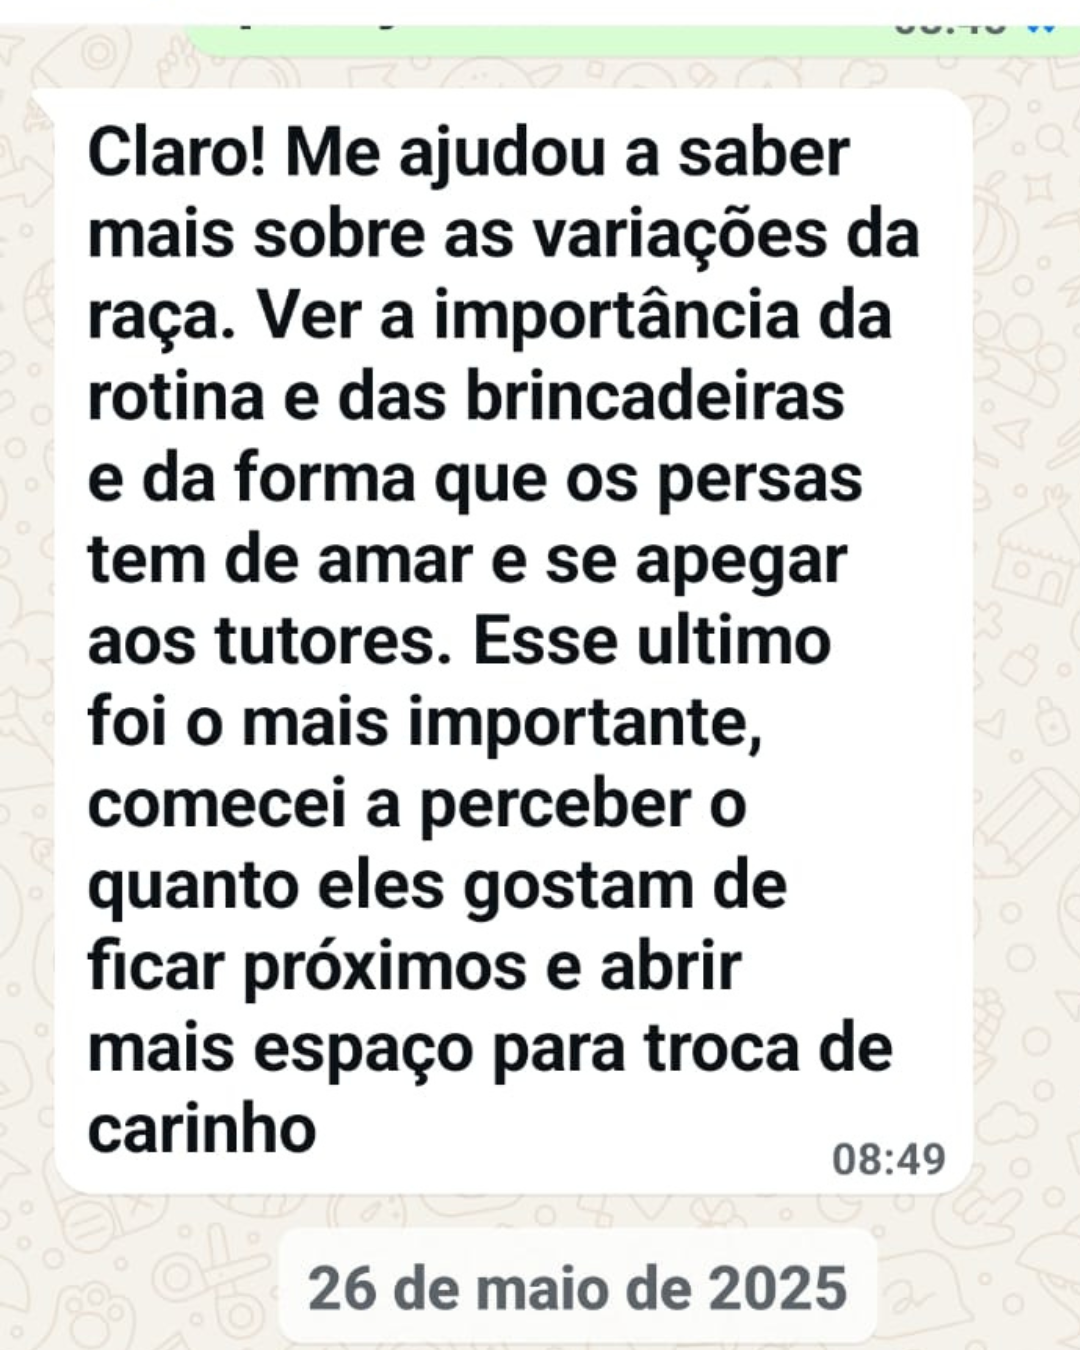 Claro! Me ajudou a saber
mais sobre as variações da
raça. Ver a importância da
rotina e das brincadeiras
e da forma que os persas
tem de amar e se apegar
aos tutores. Esse ultimo
foi o mais importante,
comecei a perceber o
quanto eles gostam de
ficar próximos e abrir
mais espaço para troca de
carinho
08:49
26 de maio de 2025